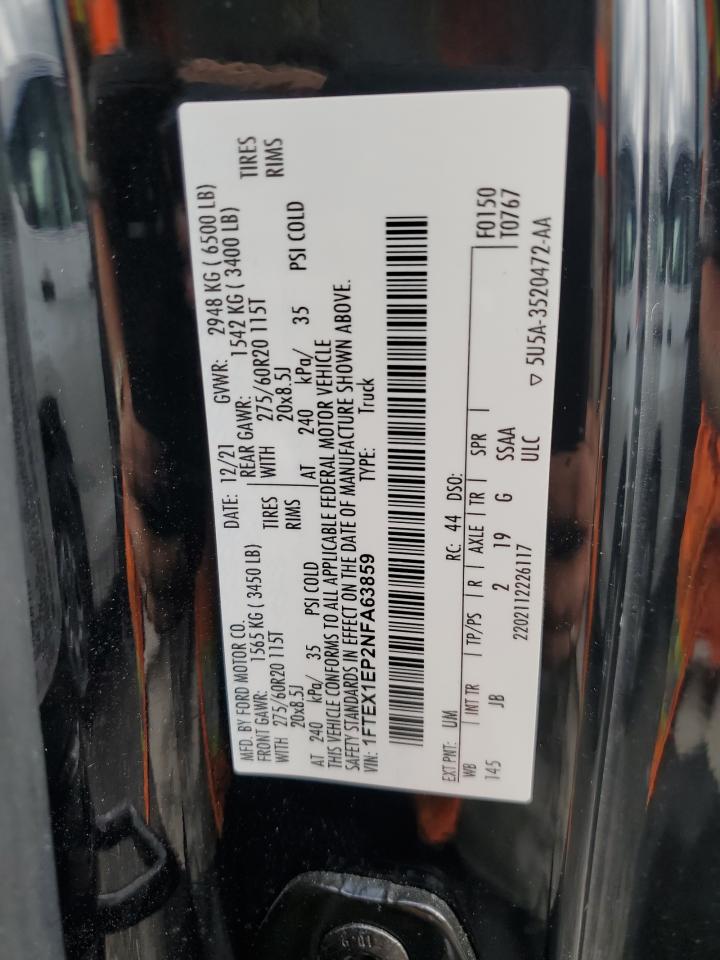 MFD. BY FORD MOTOR CO.
DATE: 12/21 GVWR: 2948 KG ( 6500 LB)
FRONT GAWR: 1565 KG ( 3450 LB) REAR GAWR: 1542 KG ( 3400 LB)
WITH 275/60R20 115T TIRES WITH 275/60R20 115T TIRES
20x8.5J RIMS 20x8.5J RIMS
AT 240 kPa/ 35 PSI COLD AT 240 kPa/ 35 PSI COLD
THIS VEHICLE CONFORMS TO ALL APPLICABLE FEDERAL MOTOR VEHICLE
SAFETY STANDARDS IN EFFECT ON THE DATE OF MANUFACTURE SHOWN ABOVE.
VIN: 1FTEX1EP2NFA63859 TYPE: Truck
EXT PNT: UM RC: 44 DSO: F0150
WB INT TR TP/PS R AXLE TR SPR T0767
145 JB 2 19 G SSAA
2202112226117 ULC
▽ 5U5A-3520472-AA